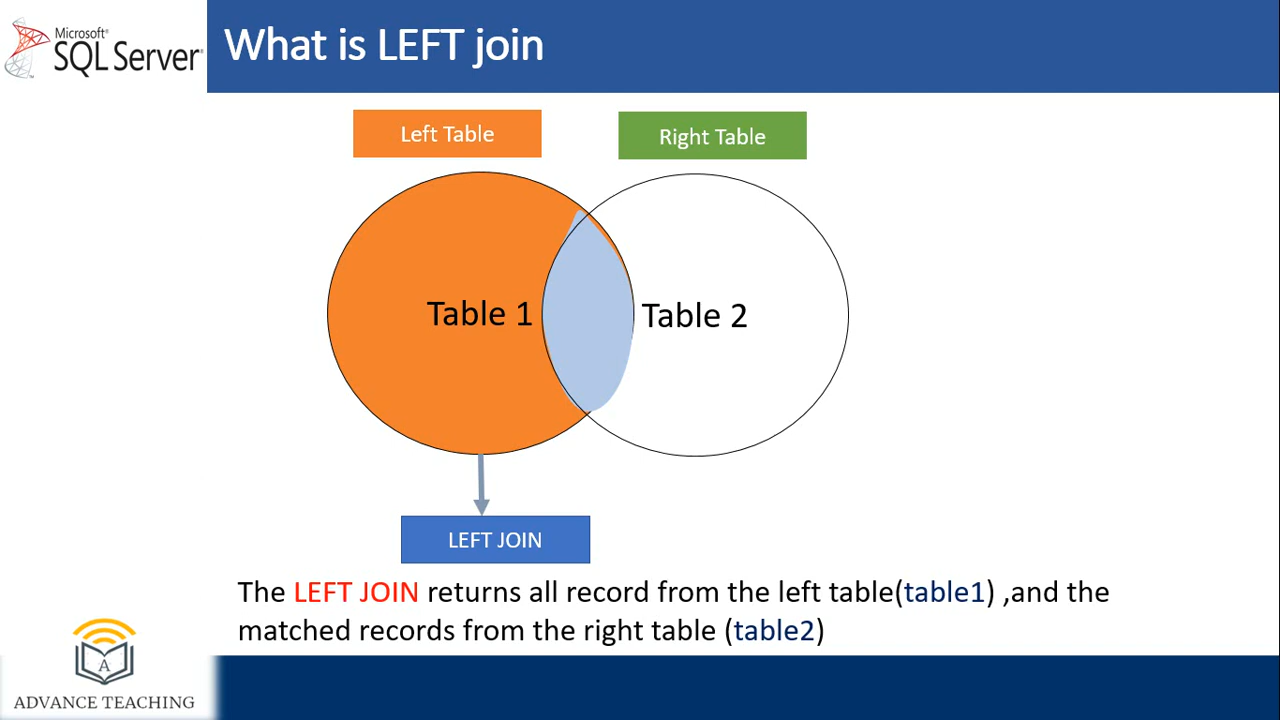 Microsoft®
SQL Server®
What is LEFT join
Left Table
Right Table
Table 1
Table 2
LEFT JOIN
The LEFT JOIN returns all record from the left table(table1) ,and the
matched records from the right table (table2)
A
ADVANCE TEACHING